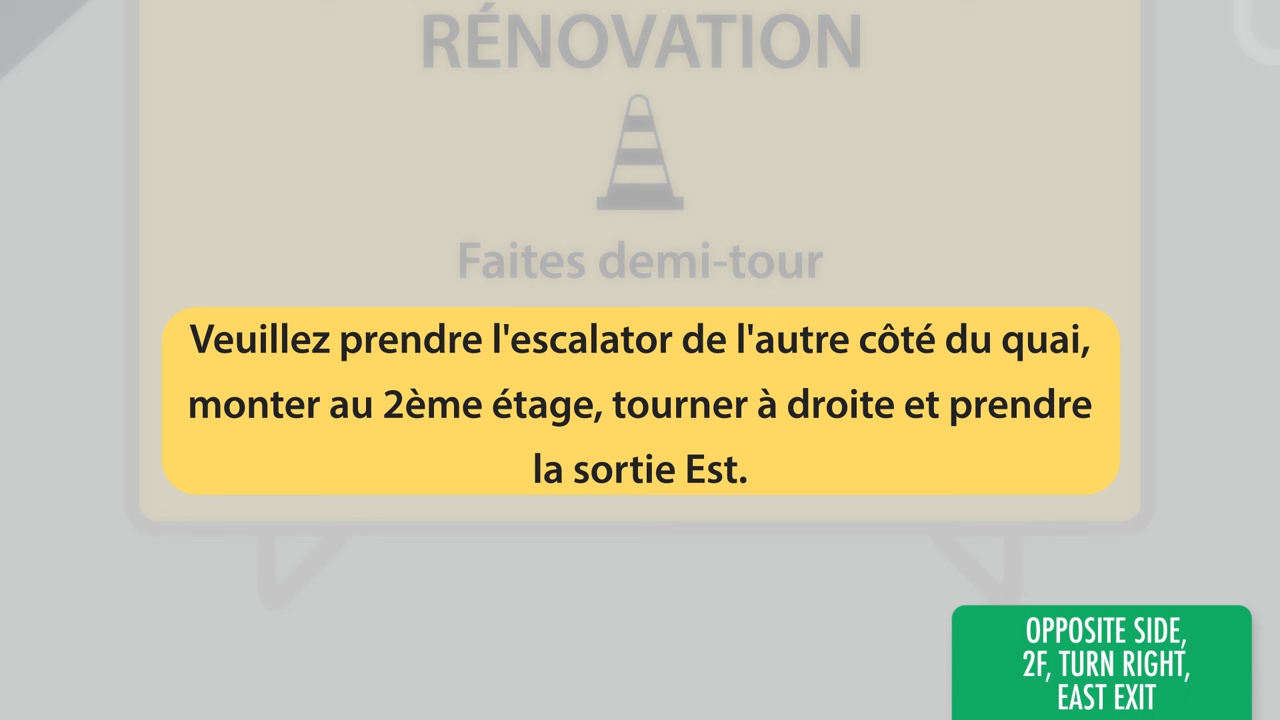 RÉNOVATION
Faites demi-tour
Veuillez prendre l'escalator de l'autre côté du quai,
monter au 2ème étage, tourner à droite et prendre
la sortie Est.
OPPOSITE SIDE,
2F, TURN RIGHT,
EAST EXIT